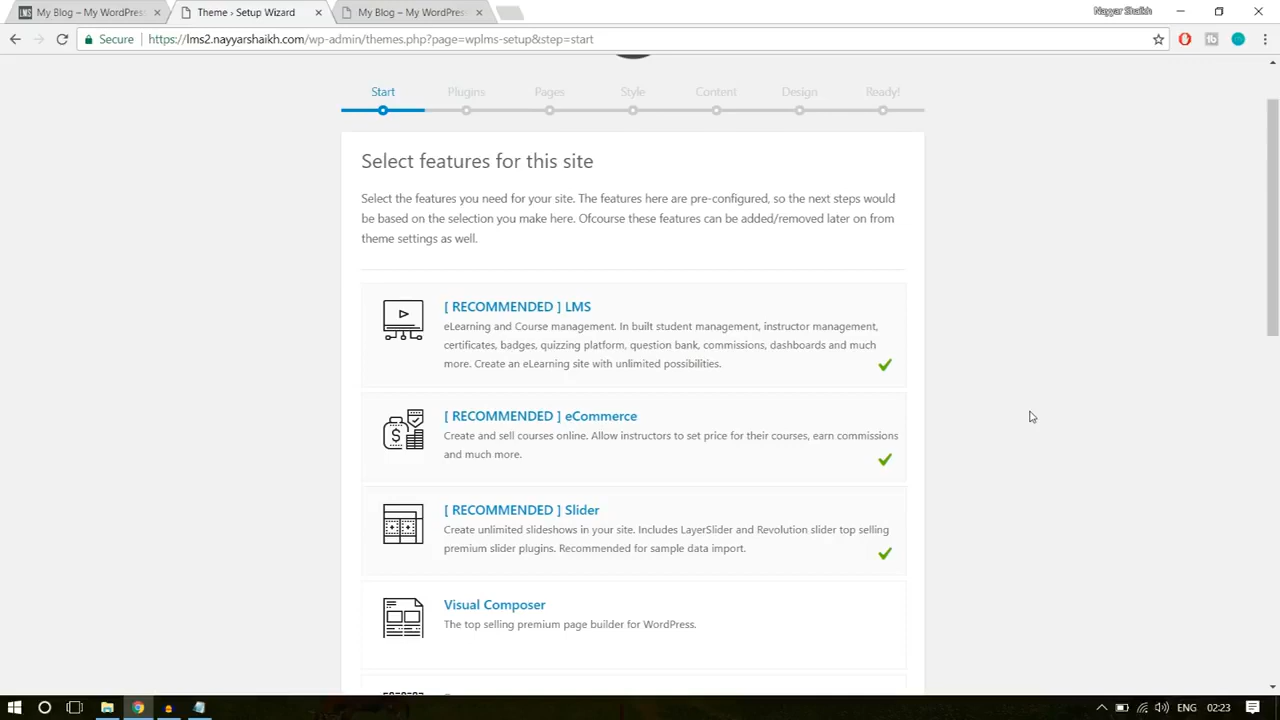 My Blog – My WordPres
Theme › Setup Wizard
My Blog – My WordPres
Nayyar Shaikh
Secure
https://lms2.nayyarshaikh.com/wp-admin/themes.php?page=wplms-setup&step=start
Start
Plugins
Pages
Style
Content
Design
Ready!
Select features for this site
Select the features you need for your site. The features here are pre-configured, so the next steps would
be based on the selection you make here. Ofcourse these features can be added/removed later on from
theme settings as well.
[ RECOMMENDED ] LMS
eLearning and Course management. In built student management, instructor management,
certificates, badges, quizzing platform, question bank, commissions, dashboards and much
more. Create an eLearning site with unlimited possibilities.
[ RECOMMENDED ] eCommerce
Create and sell courses online. Allow instructors to set price for their courses, earn commissions
and much more.
[ RECOMMENDED ] Slider
Create unlimited slideshows in your site. Includes LayerSlider and Revolution slider top selling
premium slider plugins. Recommended for sample data import.
Visual Composer
The top selling premium page builder for WordPress.
ENG
02:23